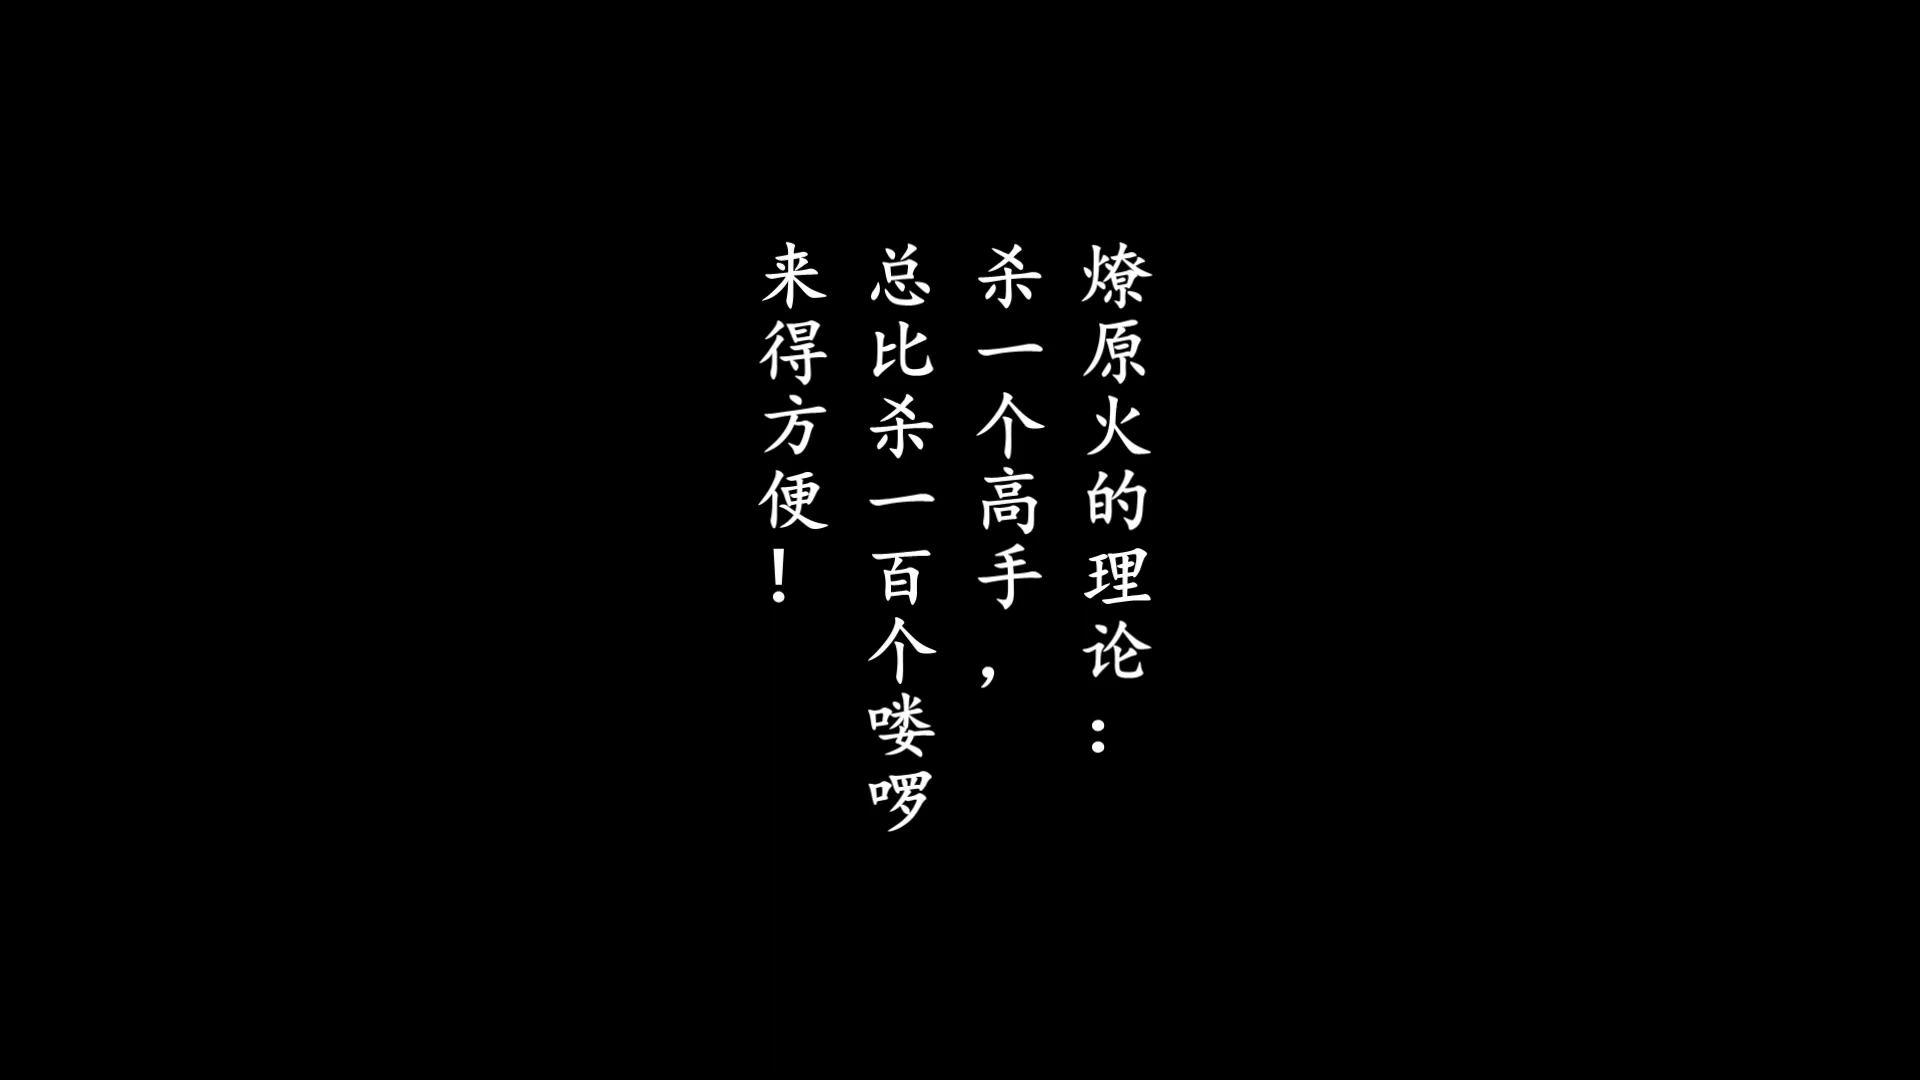 燎原火的理论：
杀一个高手，
总比杀一百个喽啰
来得方便！